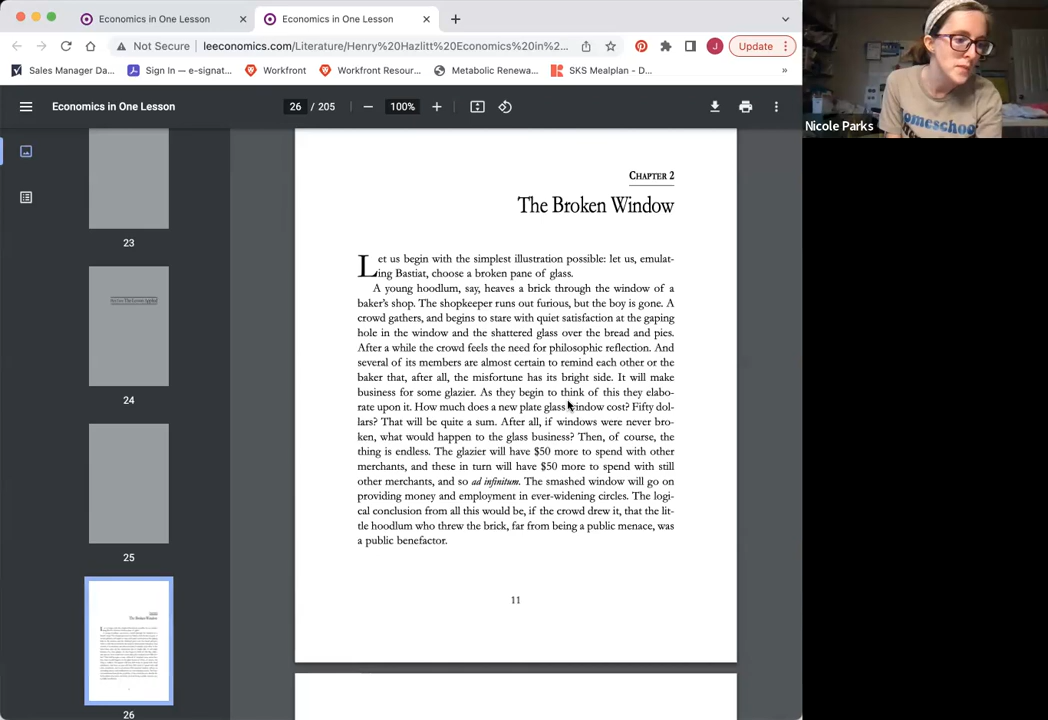 Economics in One Lesson
Economics in One Lesson
Not Secure
leeconomics.com/Literature/Henry%20Hazlitt%20Economics%20in%2...
J
Update
Sales Manager Da...
Sign In — e-signat...
Workfront
Workfront Resour...
Metabolic Renewa...
SKS Mealplan - D...
»
Economics in One Lesson
26 / 205
100%
23
24
25
26
CHAPTER 2
The Broken Window
Let us begin with the simplest illustration possible: let us, emulat-
ing Bastiat, choose a broken pane of glass.
A young hoodlum, say, heaves a brick through the window of a
baker's shop. The shopkeeper runs out furious, but the boy is gone. A
crowd gathers, and begins to stare with quiet satisfaction at the gaping
hole in the window and the shattered glass over the bread and pies.
After a while the crowd feels the need for philosophic reflection. And
several of its members are almost certain to remind each other or the
baker that, after all, the misfortune has its bright side. It will make
business for some glazier. As they begin to think of this they elabo-
rate upon it. How much does a new plate glass window cost? Fifty dol-
lars? That will be quite a sum. After all, if windows were never bro-
ken, what would happen to the glass business? Then, of course, the
thing is endless. The glazier will have $50 more to spend with other
merchants, and these in turn will have $50 more to spend with still
other merchants, and so ad infinitum. The smashed window will go on
providing money and employment in ever-widening circles. The logi-
cal conclusion from all this would be, if the crowd drew it, that the lit-
tle hoodlum who threw the brick, far from being a public menace, was
a public benefactor.
11
Nicole Parks
homeschool